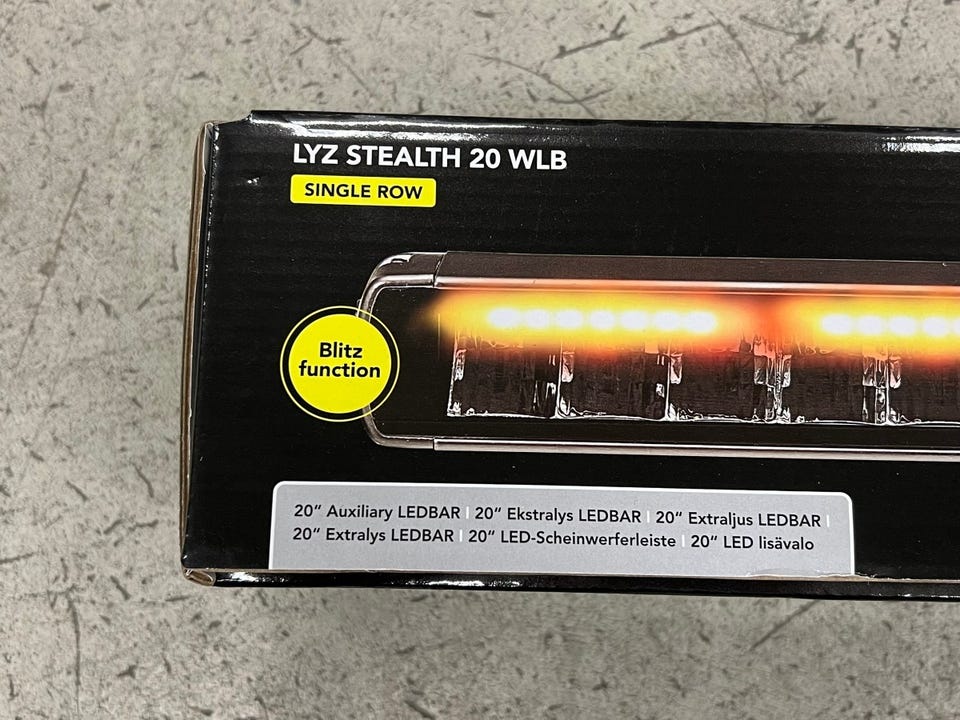 LYZ STEALTH 20 WLB
SINGLE ROW
Blitz
function
20“ Auxiliary LEDBAR | 20“ Ekstralys LEDBAR | 20“ Extraljus LEDBAR |
20“ Extralys LEDBAR | 20“ LED-Scheinwerferleiste | 20“ LED lisävalo